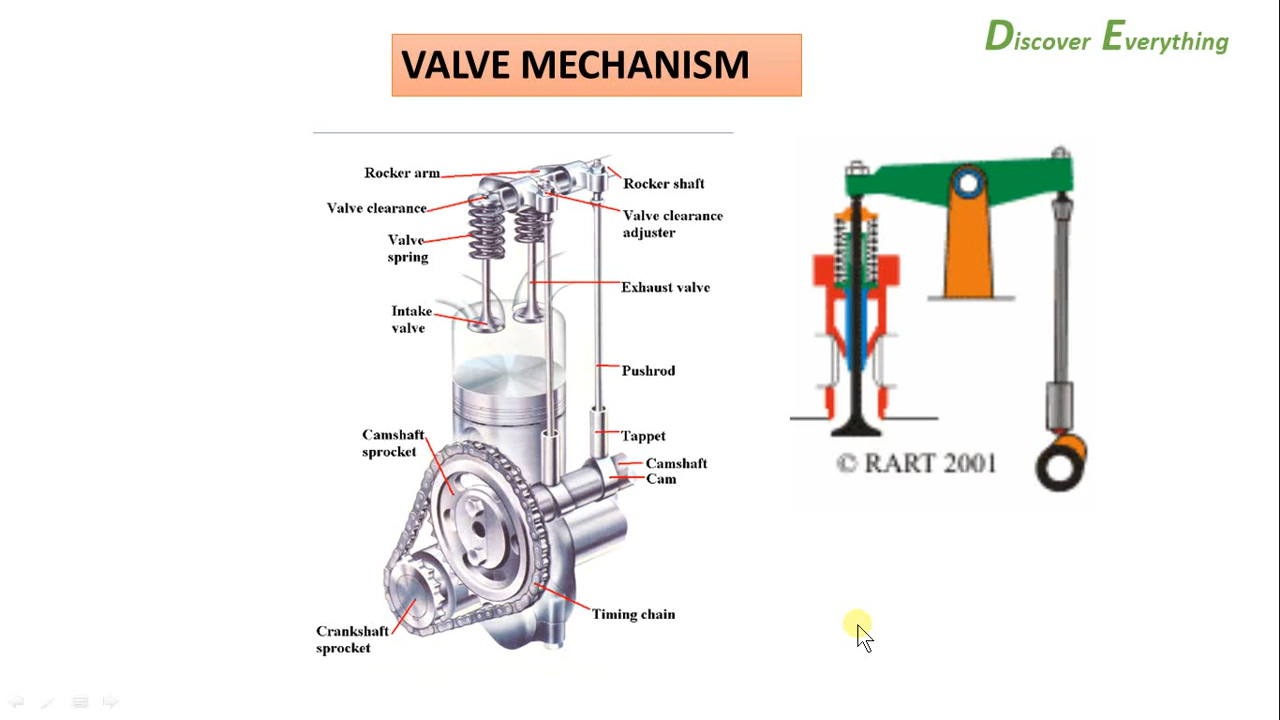 Discover Everything
VALVE MECHANISM
Rocker arm
Rocker shaft
Valve clearance
Valve clearance
adjuster
Valve
spring
Exhaust valve
Intake
valve
Pushrod
Camshaft
sprocket
Tappet
Camshaft
Cam
Timing chain
Crankshaft
sprocket
© RART 2001